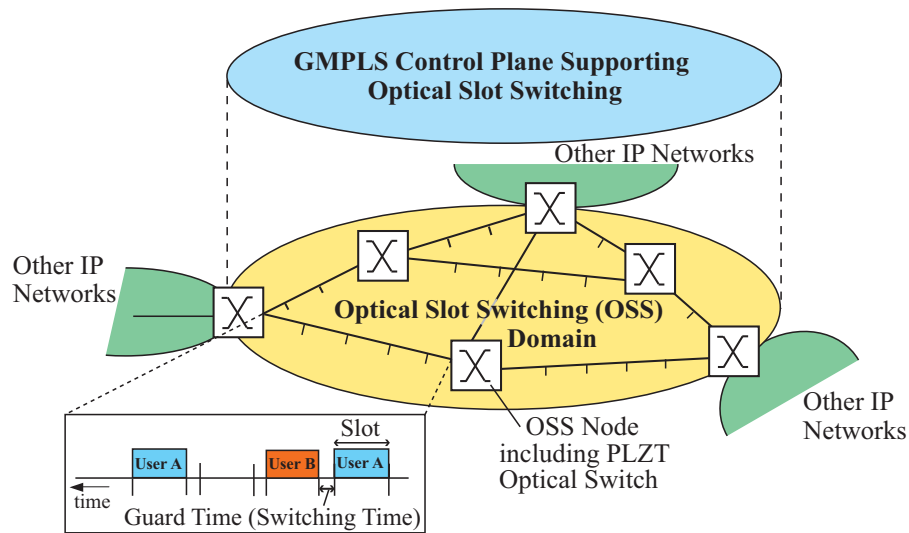 GMPLS Control Plane Supporting
Optical Slot Switching
Other IP Networks
Other IP
Networks
Optical Slot Switching (OSS)
Domain
Other IP
Networks
OSS Node
including PLZT
Optical Switch
Slot
User A
User B
User A
time
Guard Time (Switching Time)